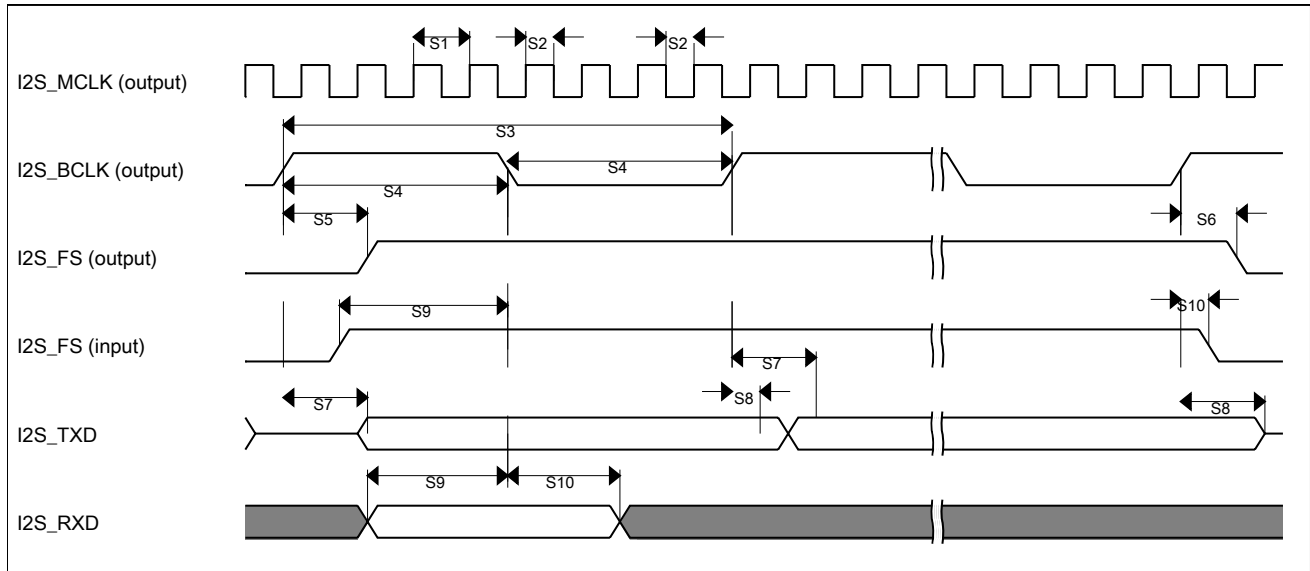 S1 S2 S2
I2S_MCLK (output)
S3
I2S_BCLK (output)
S4
S4
S5 S6
I2S_FS (output)
S9 S10
I2S_FS (input)
S7
S7 S8 S8
I2S_TXD
S9 S10
I2S_RXD